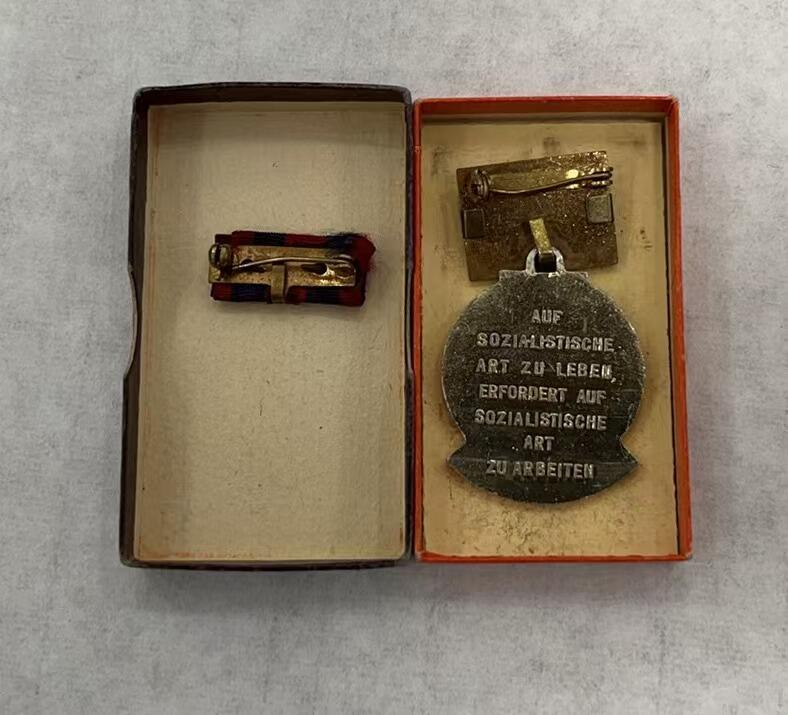 AUF
SOZIALISTISCHE
ART ZU LEBEN,
ERFORDERT AUF
SOZIALISTISCHE
ART
ZU ARBEITEN